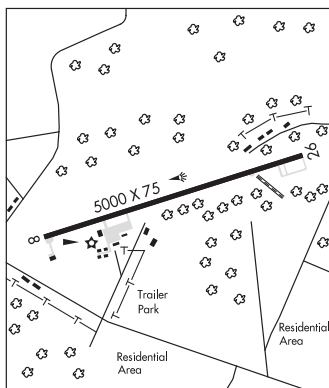 26
5000 X 75
8
Trailer
Park
Residential
Area
Residential
Area